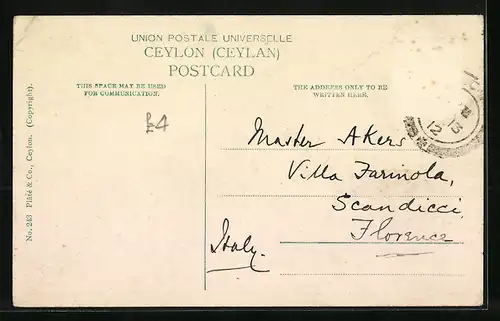 UNION POSTALE UNIVERSELLE
CEYLON (CEYLAN)
POSTCARD
THIS SPACE MAY BE USED
FOR COMMUNICATION.
THE ADDRESS ONLY TO BE
WRITTEN HERE.
£4
Master Akers
Villa Farinola,
Scandicci,
Florence
Italy.
No. 243 Plâté & Co., Ceylon. (Copyright).
12